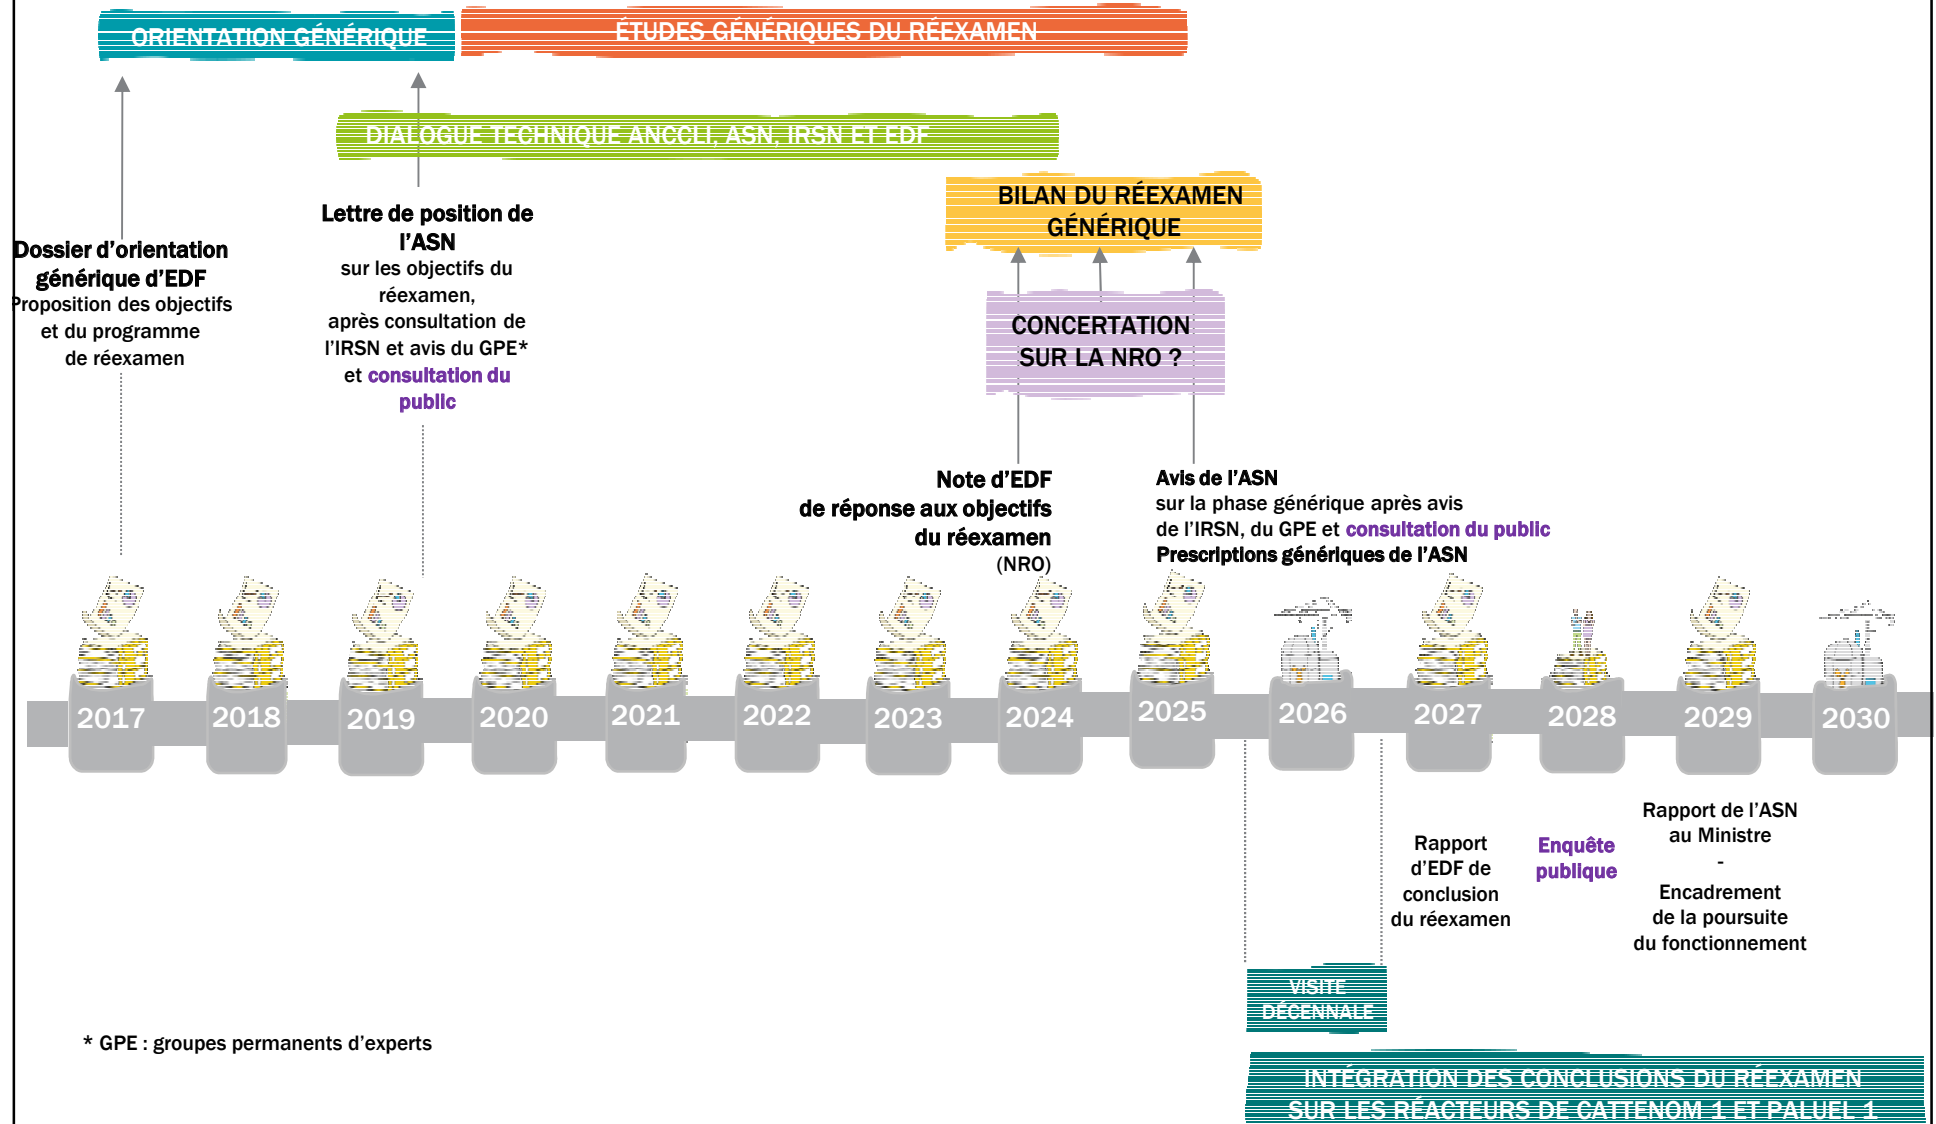 ORIENTATION GÉNÉRIQUE
ÉTUDES GÉNÉRIQUES DU RÉEXAMEN
DIALOGUE TECHNIQUE ANCCLI, ASN, IRSN ET EDF
BILAN DU RÉEXAMEN
GÉNÉRIQUE
CONCERTATION
SUR LA NRO ?
Dossier d'orientation
générique d'EDF
Proposition des objectifs
et du programme
de réexamen
Lettre de position de
l'ASN
sur les objectifs du
réexamen,
après consultation de
l'IRSN et avis du GPE*
et consultation du
public
Note d'EDF
de réponse aux objectifs
du réexamen
(NRO)
Avis de l'ASN
sur la phase générique après avis
de l'IRSN, du GPE et consultation du public
Prescriptions génériques de l'ASN
2017
2018
2019
2020
2021
2022
2023
2024
2025
2026
2027
2028
2029
2030
Rapport
d'EDF de
conclusion
du réexamen
Enquête
publique
Rapport de l'ASN
au Ministre
-
Encadrement
de la poursuite
du fonctionnement
VISITE
DÉCENNALE
* GPE : groupes permanents d'experts
INTÉGRATION DES CONCLUSIONS DU RÉEXAMEN
SUR LES RÉACTEURS DE CATTENOM 1 ET PALUEL 1